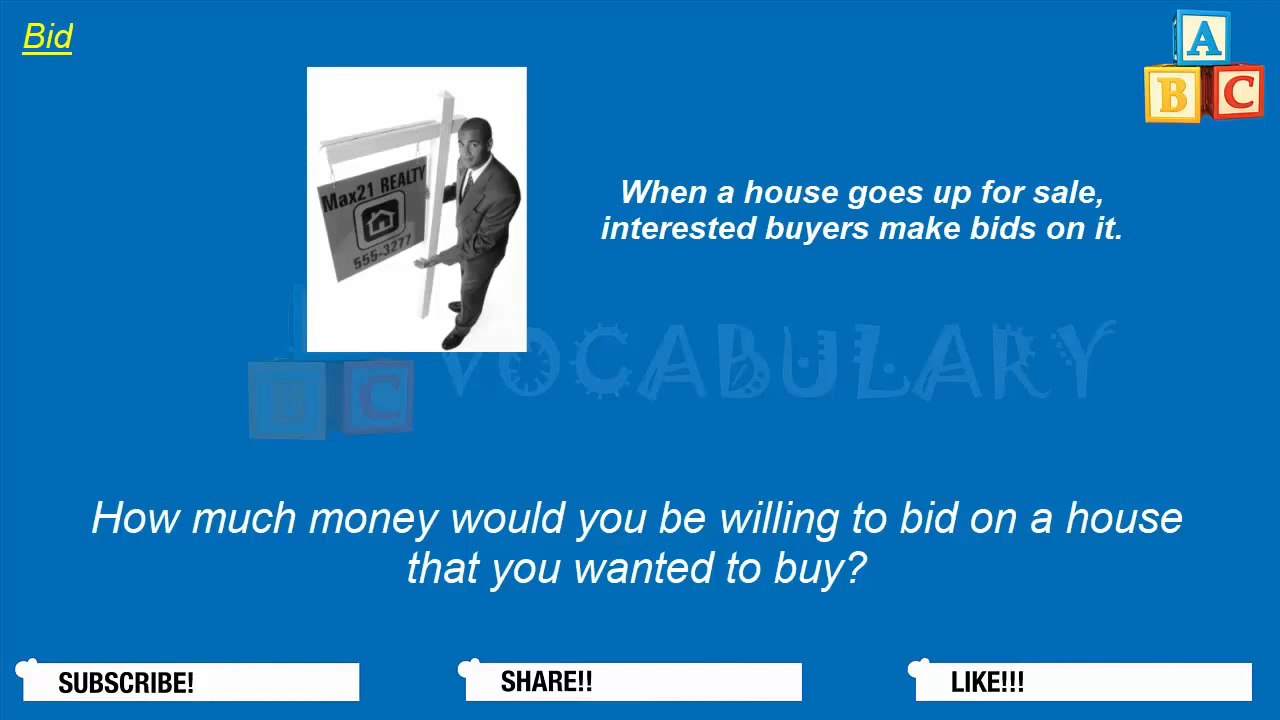 Bid
A
B C
Max21 REALTY
555-3277
When a house goes up for sale,
interested buyers make bids on it.
B C VOCABULARY
How much money would you be willing to bid on a house
that you wanted to buy?
SUBSCRIBE!
SHARE!!
LIKE!!!